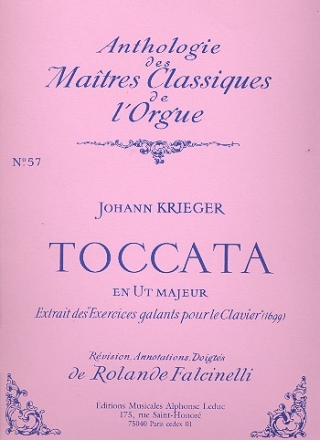 Anthologie
des
Maîtres Classiques
de
l'Orgue
Nº 57
JOHANN KRIEGER
TOCCATA
EN UT MAJEUR
Extrait des "Exercices galants pour le Clavier" (1699)
Révision, Annotations, Doigtés
de Rolande Falcinelli
Editions Musicales Alphonse Leduc
175, rue Saint-Honoré
75040 Paris cedex 01